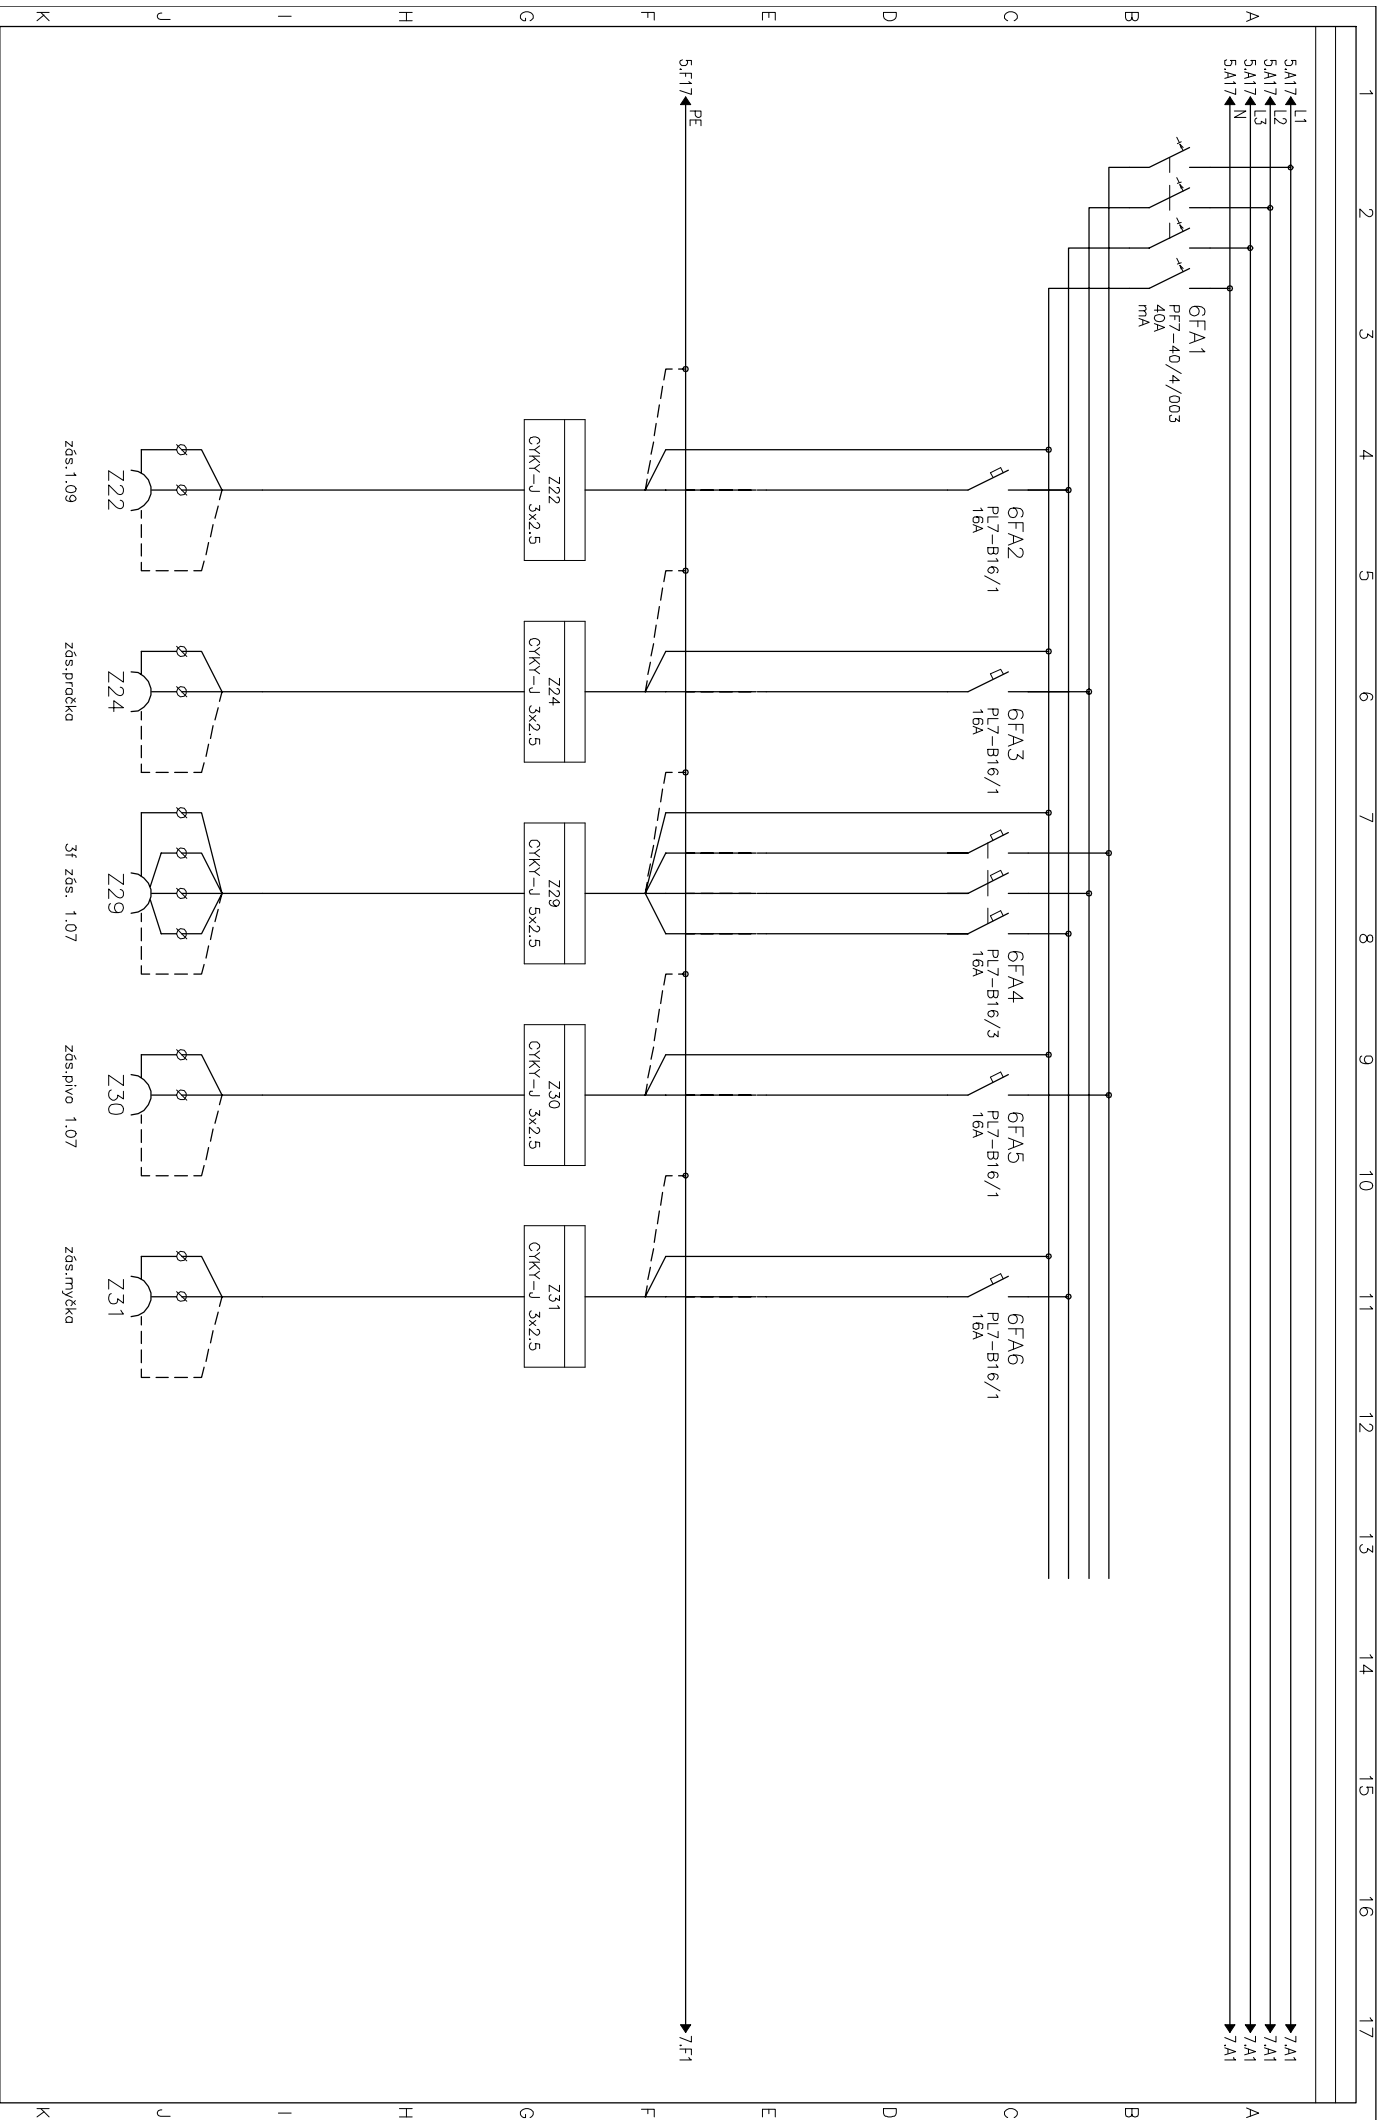 1 2 3 4 5 6 7 8 9 10 11 12 13 14 15 16 17
A A
B B
C C
D D
E E
F F
G G
H H
I I
J J
K K
L1
5.A17 7.A1
L2
5.A17 7.A1
L3
5.A17 7.A1
N
5.A17 7.A1
6FA1
PF7-40/4/003
40A
mA
6FA2
PL7-B16/1
16A
6FA3
PL7-B16/1
16A
6FA4
PL7-B16/3
16A
6FA5
PL7-B16/1
16A
6FA6
PL7-B16/1
16A
PE
5.F17 7.F1
Z22
CYKY-J 3x2.5
Z24
CYKY-J 3x2.5
Z29
CYKY-J 5x2.5
Z30
CYKY-J 3x2.5
Z31
CYKY-J 3x2.5
Z22
Z24
Z29
Z30
Z31
zás.1.09
zás.pračka
3f zás. 1.07
zás.pivo 1.07
zás.myčka